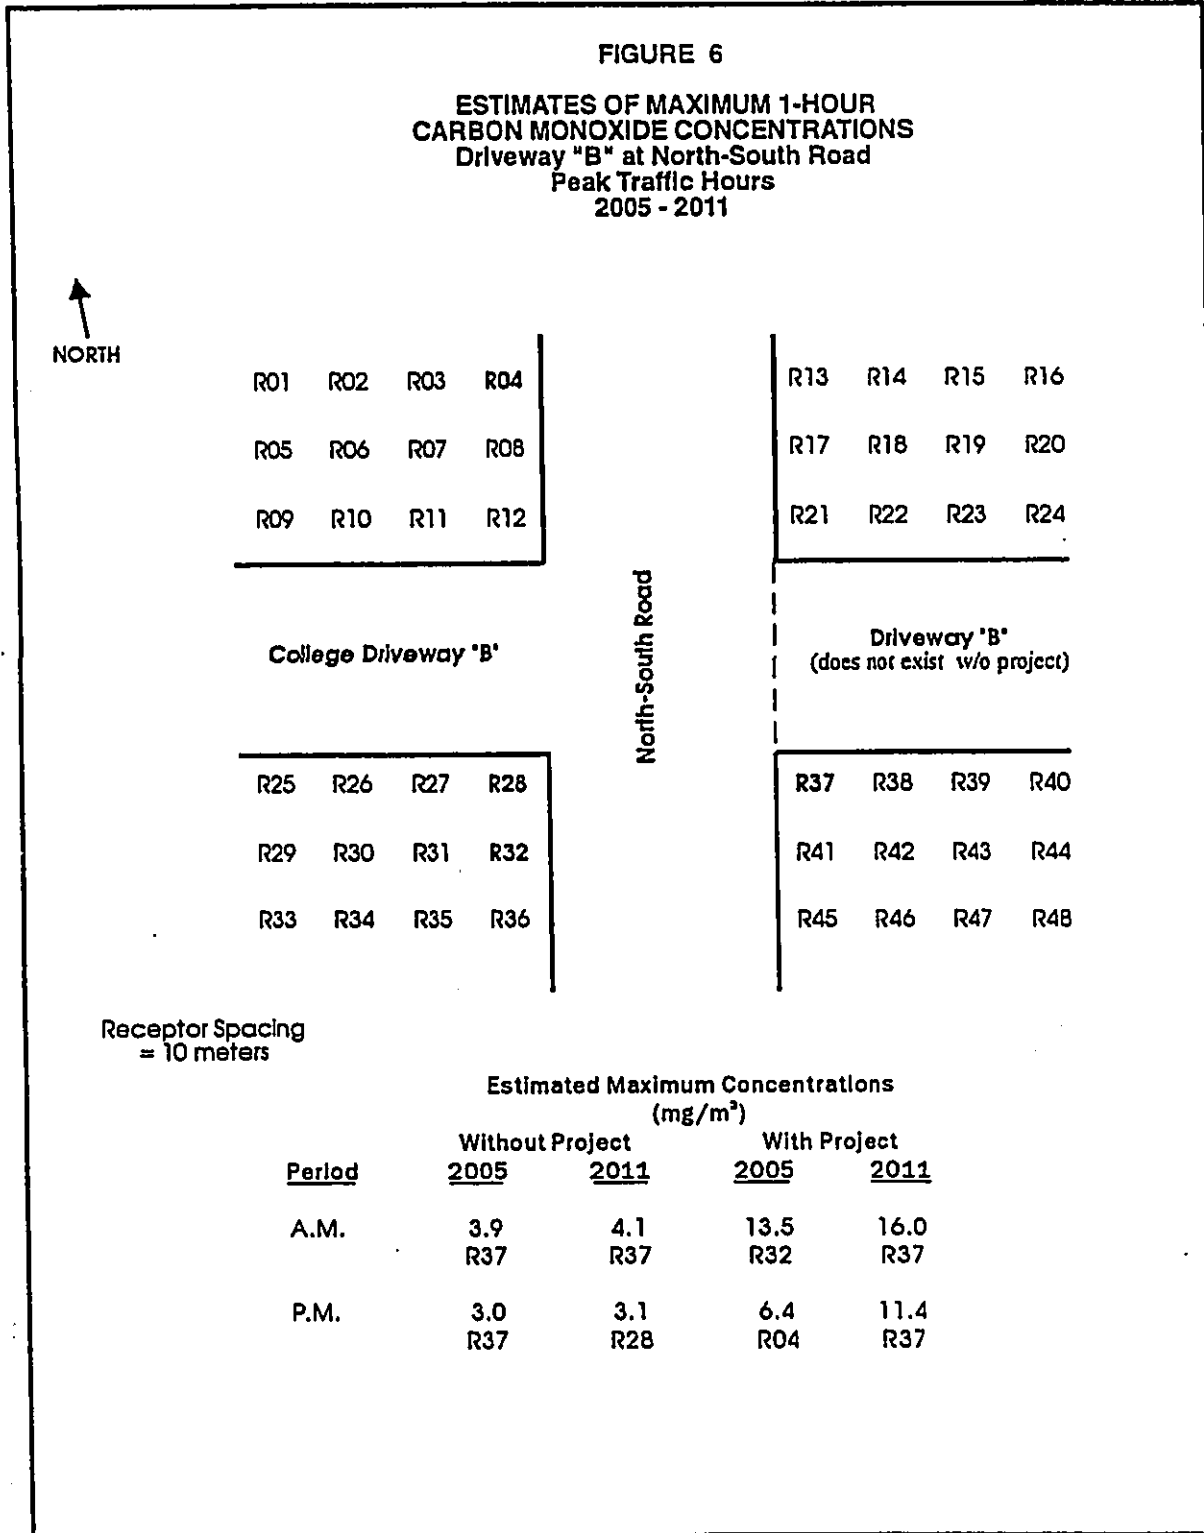 FIGURE 6
ESTIMATES OF MAXIMUM 1-HOUR
CARBON MONOXIDE CONCENTRATIONS
Driveway "B" at North-South Road
Peak Traffic Hours
2005 - 2011
NORTH
R01 R02 R03 R04 R13 R14 R15 R16
R05 R06 R07 R08 R17 R18 R19 R20
R09 R10 R11 R12 R21 R22 R23 R24
College Driveway "B"
North-South Road
Driveway "B"
(does not exist w/o project)
R25 R26 R27 R28 R37 R38 R39 R40
R29 R30 R31 R32 R41 R42 R43 R44
R33 R34 R35 R36 R45 R46 R47 R48
Receptor Spacing
= 10 meters
Estimated Maximum Concentrations
(mg/m³)
Without Project With Project
Period 2005 2011 2005 2011
A.M. 3.9 4.1 13.5 16.0
R37 R37 R32 R37
P.M. 3.0 3.1 6.4 11.4
R37 R28 R04 R37